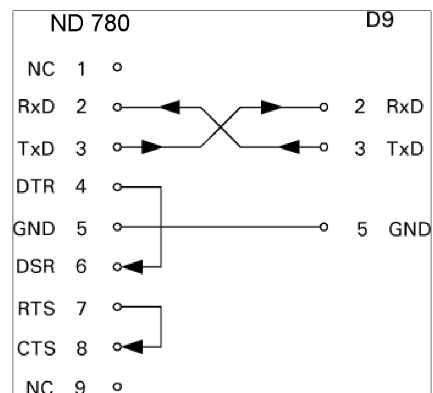 ND 780 D9
NC 1
RxD 2 2 RxD
TxD 3 3 TxD
DTR 4
GND 5 5 GND
DSR 6
RTS 7
CTS 8
NC 9